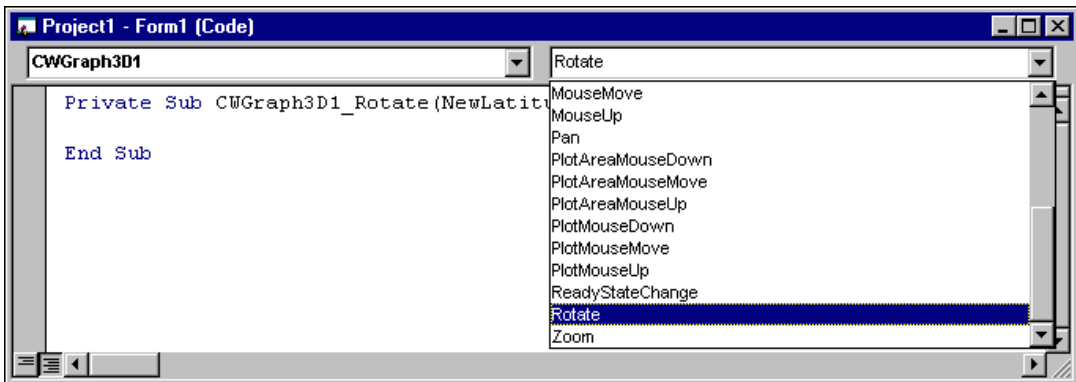 Project1 - Form1 (Code)
CWGraph3D1
Rotate
Private Sub CWGraph3D1_Rotate(NewLatitu
End Sub
MouseMove
MouseUp
Pan
PlotAreaMouseDown
PlotAreaMouseMove
PlotAreaMouseUp
PlotMouseDown
PlotMouseMove
PlotMouseUp
ReadyStateChange
Rotate
Zoom